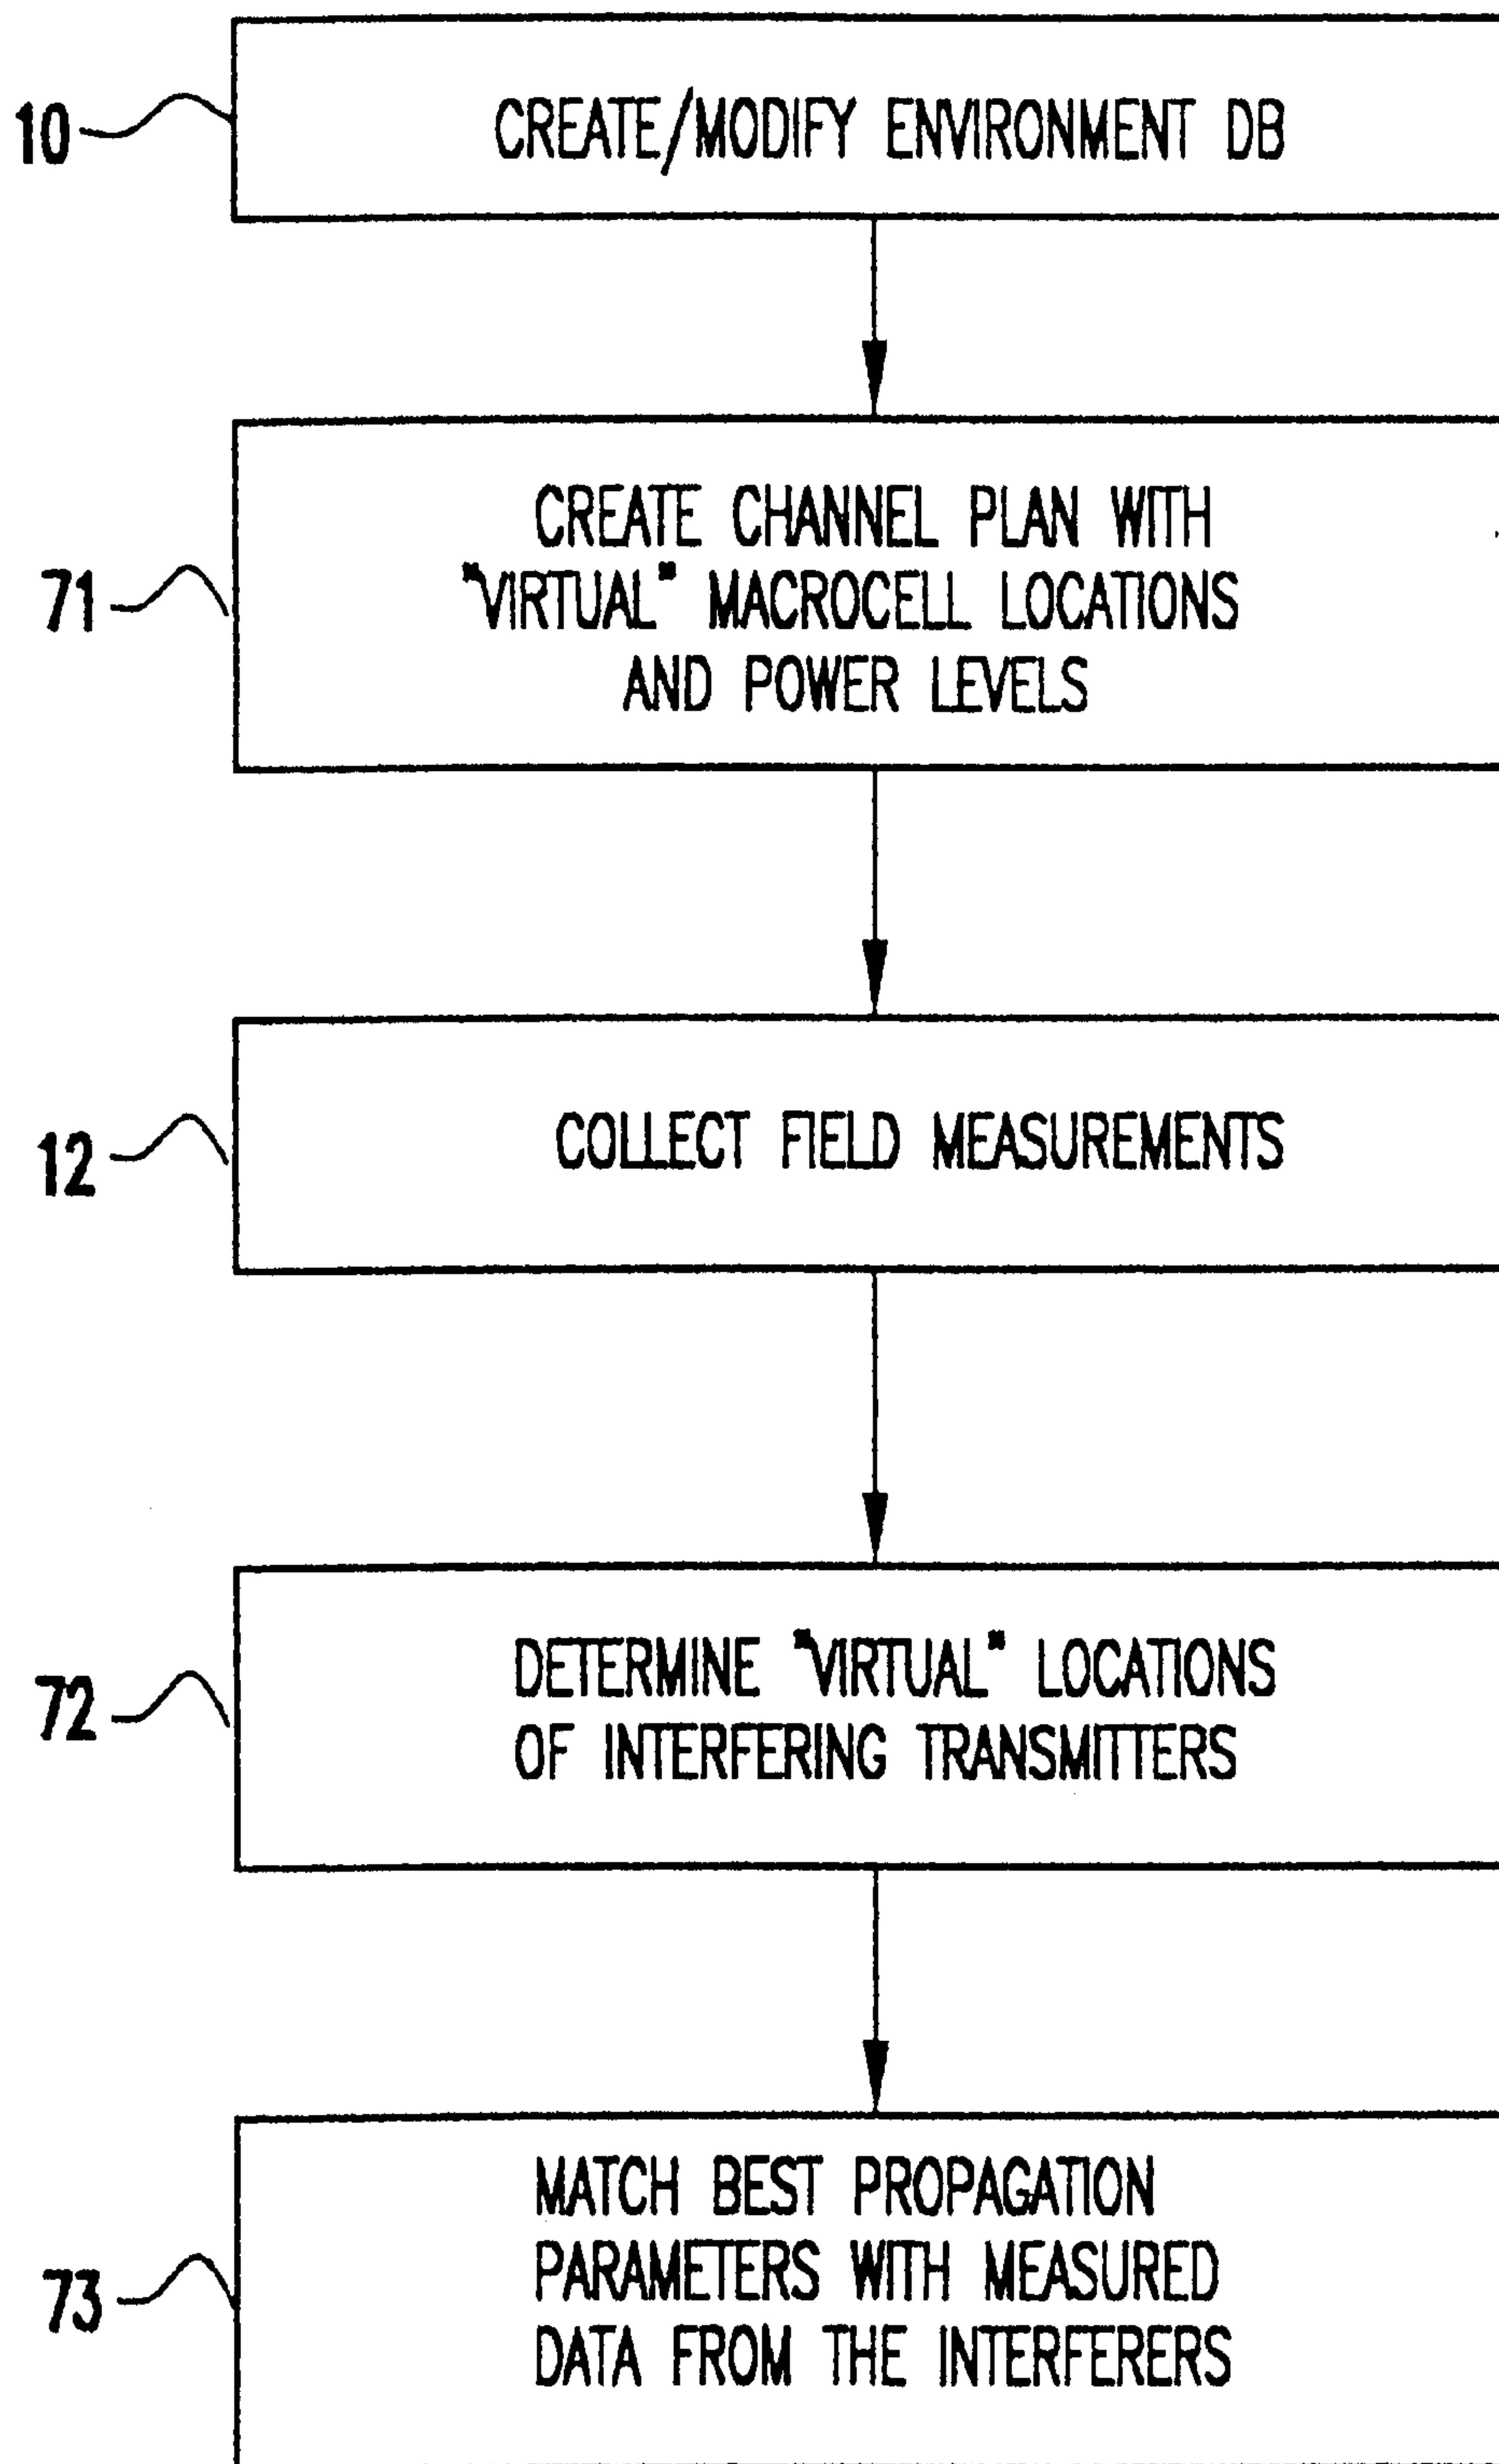 10
CREATE/MODIFY ENVIRONMENT DB
71
CREATE CHANNEL PLAN WITH
"VIRTUAL" MACROCELL LOCATIONS
AND POWER LEVELS
12
COLLECT FIELD MEASUREMENTS
72
DETERMINE "VIRTUAL" LOCATIONS
OF INTERFERING TRANSMITTERS
73
MATCH BEST PROPAGATION
PARAMETERS WITH MEASURED
DATA FROM THE INTERFERERS